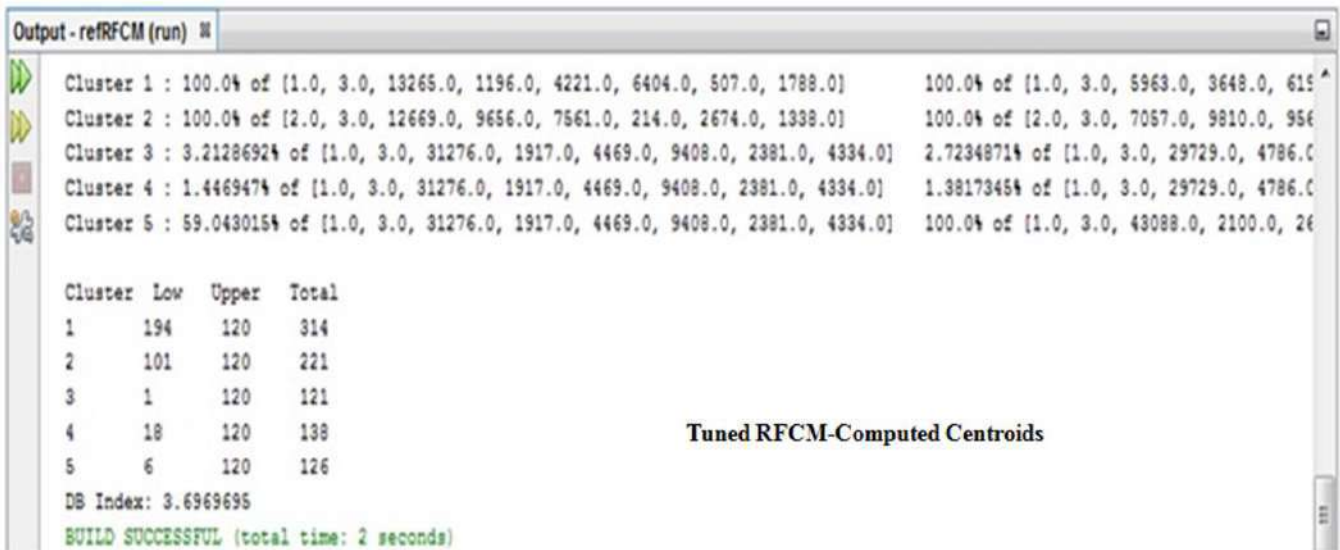 Output - refRFCM (run)
Cluster 1 : 100.0% of [1.0, 3.0, 13265.0, 1196.0, 4221.0, 6404.0, 507.0, 1788.0] 100.0% of [1.0, 3.0, 5963.0, 3648.0, 619
Cluster 2 : 100.0% of [2.0, 3.0, 12669.0, 9656.0, 7561.0, 214.0, 2674.0, 1338.0] 100.0% of [2.0, 3.0, 7057.0, 9810.0, 956
Cluster 3 : 3.2128692% of [1.0, 3.0, 31276.0, 1917.0, 4469.0, 9408.0, 2381.0, 4334.0] 2.7234871% of [1.0, 3.0, 29729.0, 4786.0
Cluster 4 : 1.446947% of [1.0, 3.0, 31276.0, 1917.0, 4469.0, 9408.0, 2381.0, 4334.0] 1.3817345% of [1.0, 3.0, 29729.0, 4786.0
Cluster 5 : 59.043015% of [1.0, 3.0, 31276.0, 1917.0, 4469.0, 9408.0, 2381.0, 4334.0] 100.0% of [1.0, 3.0, 43088.0, 2100.0, 26
Cluster Low Upper Total
1 194 120 314
2 101 120 221
3 1 120 121
4 18 120 138
5 6 120 126
Tuned RFCM-Computed Centroids
DB Index: 3.6969695
BUILD SUCCESSFUL (total time: 2 seconds)